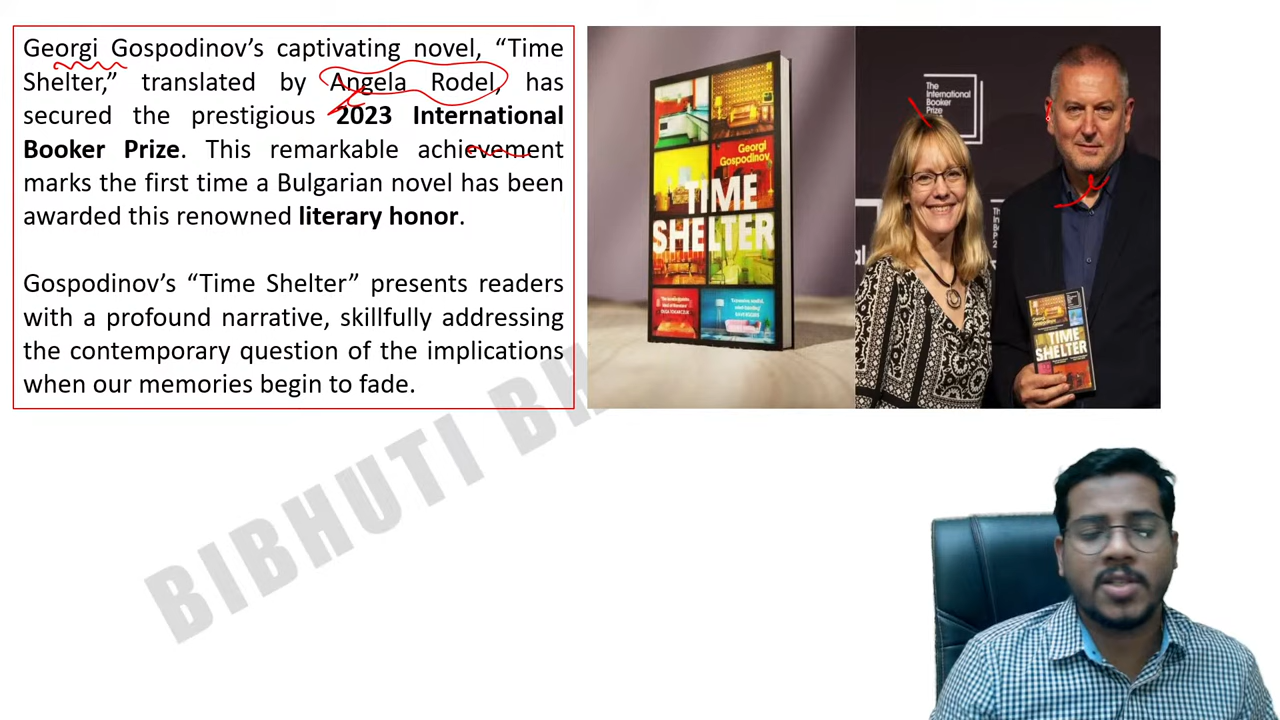 Georgi Gospodinov’s captivating novel, “Time
Shelter,” translated by Angela Rodel, has
secured the prestigious 2023 International
Booker Prize. This remarkable achievement
marks the first time a Bulgarian novel has been
awarded this renowned literary honor.
Gospodinov’s “Time Shelter” presents readers
with a profound narrative, skillfully addressing
the contemporary question of the implications
when our memories begin to fade.
Georgi
Gospodinov
TIME
SHELTER
The
International
Booker
Prize
TIME
SHELTER
BIBHUTI BH